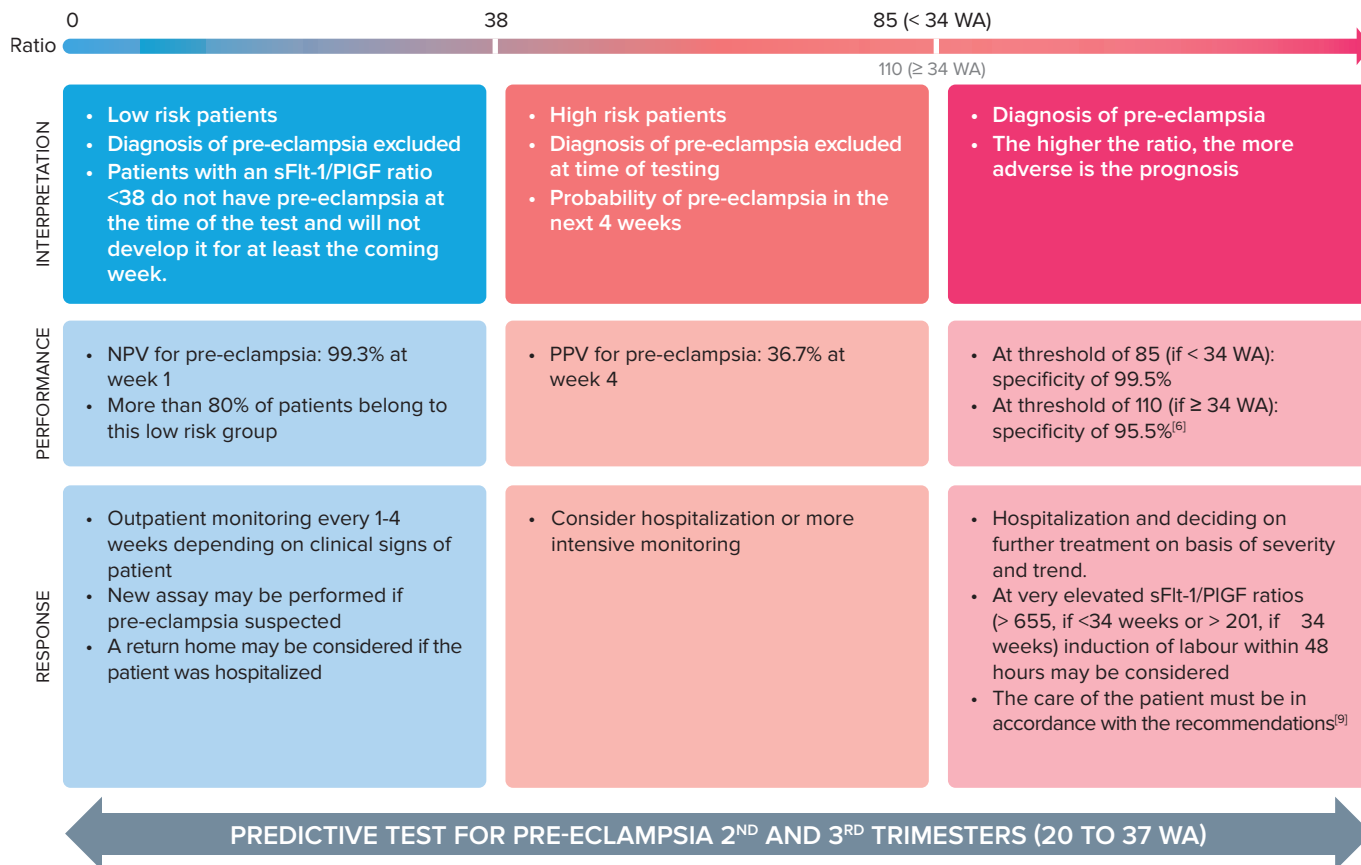 0
38
85 (< 34 WA)
Ratio
110 (≥ 34 WA)
INTERPRETATION
• Low risk patients
• Diagnosis of pre-eclampsia excluded
• Patients with an sFlt-1/PlGF ratio
<38 do not have pre-eclampsia at
the time of the test and will not
develop it for at least the coming
week.
• High risk patients
• Diagnosis of pre-eclampsia excluded
at time of testing
• Probability of pre-eclampsia in the
next 4 weeks
• Diagnosis of pre-eclampsia
• The higher the ratio, the more
adverse is the prognosis
PERFORMANCE
• NPV for pre-eclampsia: 99.3% at
week 1
• More than 80% of patients belong to
this low risk group
• PPV for pre-eclampsia: 36.7% at
week 4
• At threshold of 85 (if < 34 WA):
specificity of 99.5%
• At threshold of 110 (if ≥ 34 WA):
specificity of 95.5%[6]
RESPONSE
• Outpatient monitoring every 1-4
weeks depending on clinical signs of
patient
• New assay may be performed if
pre-eclampsia suspected
• A return home may be considered if the
patient was hospitalized
• Consider hospitalization or more
intensive monitoring
• Hospitalization and deciding on
further treatment on basis of severity
and trend.
• At very elevated sFlt-1/PlGF ratios
(> 655, if <34 weeks or > 201, if 34
weeks) induction of labour within 48
hours may be considered
• The care of the patient must be in
accordance with the recommendations[9]
PREDICTIVE TEST FOR PRE-ECLAMPSIA 2ND AND 3RD TRIMESTERS (20 TO 37 WA)